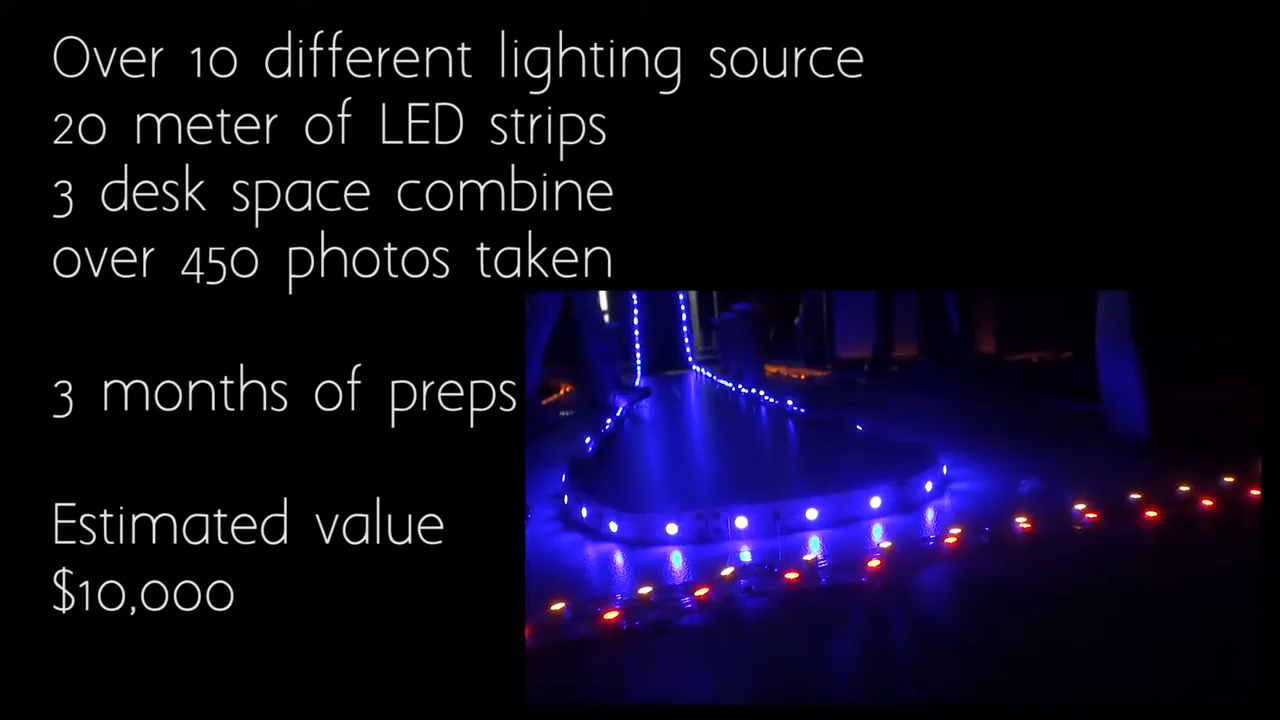 Over 10 different lighting source
20 meter of LED strips
3 desk space combine
over 450 photos taken
3 months of preps
Estimated value
$10,000